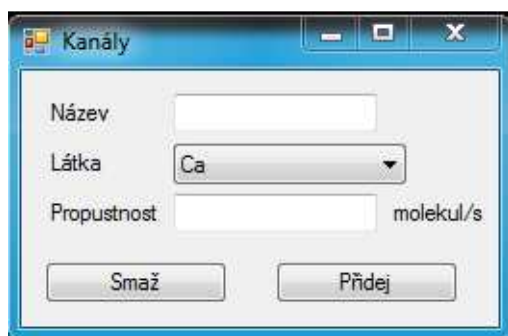 Kanály
Název
Látka Ca
Propustnost molekul/s
Smaž Přidej